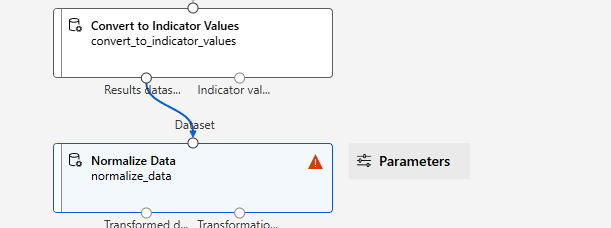 Convert to Indicator Values
convert_to_indicator_values
Results datas... Indicator val...
Dataset
Normalize Data
normalize_data
Parameters
Transformed d... Transformatio...